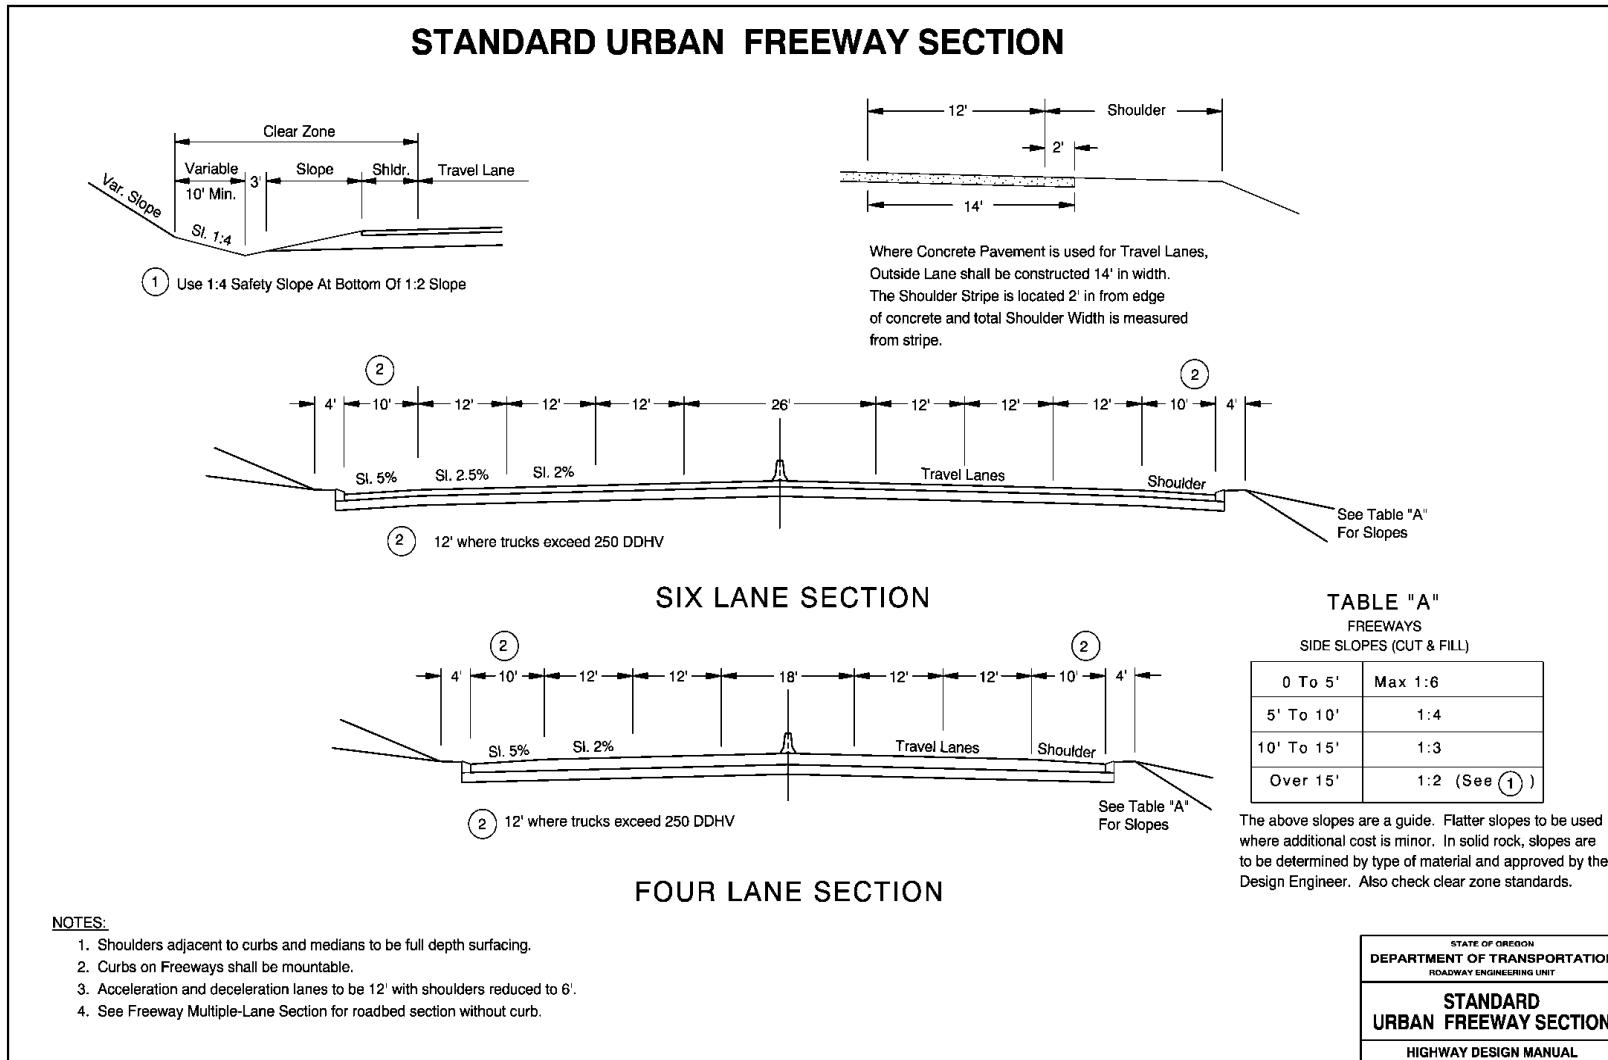 STANDARD URBAN FREEWAY SECTION
Clear Zone
Variable
10' Min.
3'
Slope
Shldr.
Travel Lane
Var. Slope
Sl. 1:4
1 Use 1:4 Safety Slope At Bottom Of 1:2 Slope
12' Shoulder
2'
14'
Where Concrete Pavement is used for Travel Lanes,
Outside Lane shall be constructed 14' in width.
The Shoulder Stripe is located 2' in from edge
of concrete and total Shoulder Width is measured
from stripe.
2 2
4' 10' 12' 12' 12' 26' 12' 12' 12' 10' 4'
Sl. 5% Sl. 2.5% Sl. 2% Travel Lanes Shoulder
See Table "A"
For Slopes
2 12' where trucks exceed 250 DDHV
SIX LANE SECTION
2 2
4' 10' 12' 12' 18' 12' 12' 10' 4'
Sl. 5% Sl. 2% Travel Lanes Shoulder
See Table "A"
For Slopes
2 12' where trucks exceed 250 DDHV
FOUR LANE SECTION
TABLE "A"
FREEWAYS
SIDE SLOPES (CUT & FILL)
0 To 5' Max 1:6
5' To 10' 1:4
10' To 15' 1:3
Over 15' 1:2 (See 1 )
The above slopes are a guide. Flatter slopes to be used
where additional cost is minor. In solid rock, slopes are
to be determined by type of material and approved by the
Design Engineer. Also check clear zone standards.
NOTES:
1. Shoulders adjacent to curbs and medians to be full depth surfacing.
2. Curbs on Freeways shall be mountable.
3. Acceleration and deceleration lanes to be 12' with shoulders reduced to 6'.
4. See Freeway Multiple-Lane Section for roadbed section without curb.
STATE OF OREGON
DEPARTMENT OF TRANSPORTATION
ROADWAY ENGINEERING UNIT
STANDARD
URBAN FREEWAY SECTION
HIGHWAY DESIGN MANUAL